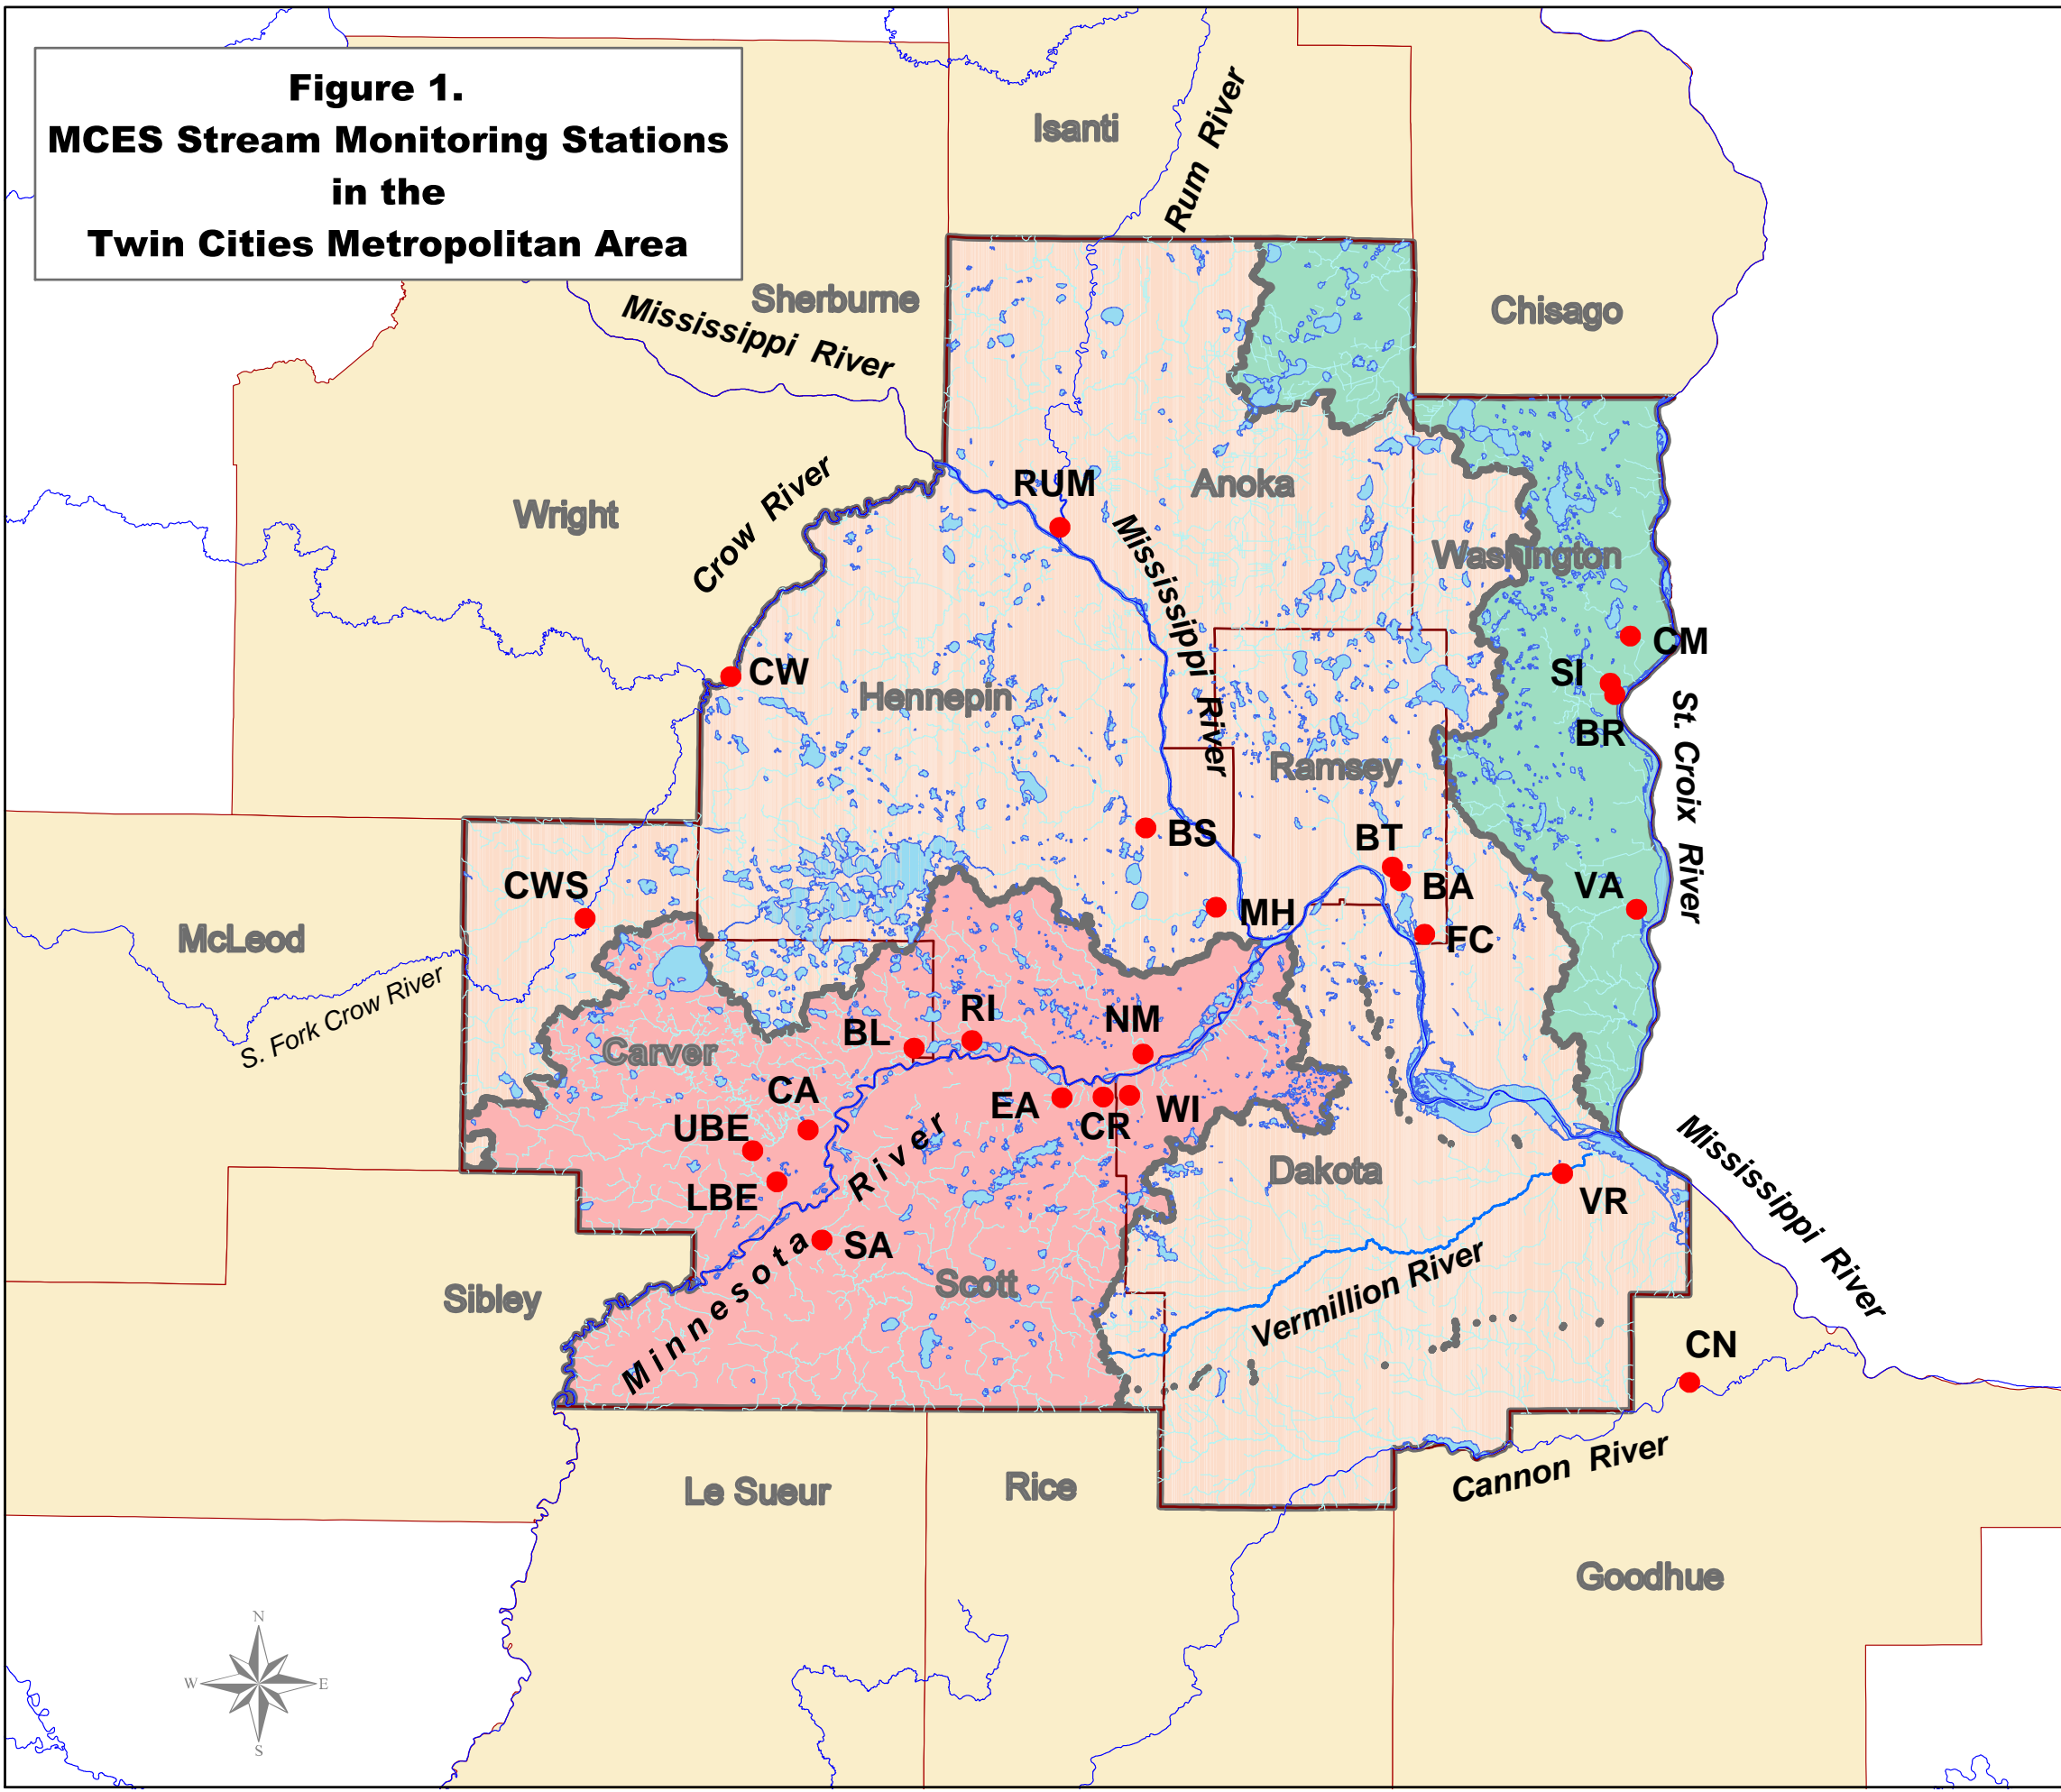 Figure 1.
MCES Stream Monitoring Stations
in the
Twin Cities Metropolitan Area
Isanti
Rum River
Sherburne
Mississippi River
Chisago
Wright
Crow River
RUM
Anoka
Mississippi River
Washington
CM
CW
SI
Hennepin
BR
St. Croix River
Ramsey
BS
BT
CWS
BA
VA
MH
McLeod
FC
S. Fork Crow River
RI
NM
BL
Carver
CA
EA
CR
WI
UBE
Mississippi River
LBE
Dakota
VR
Minnesota River
SA
Scott
Sibley
Vermillion River
CN
Cannon River
Le Sueur
Rice
Goodhue
N
W
E
S